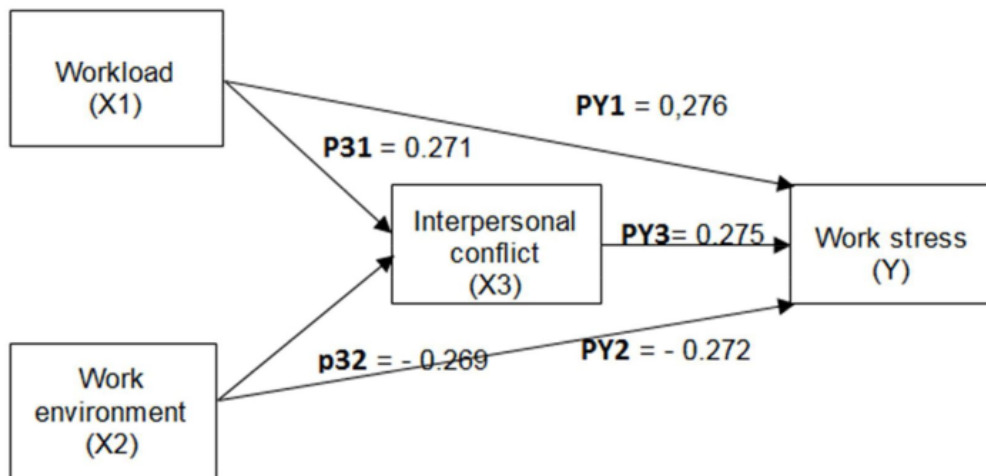 Workload
(X1)
PY1 = 0,276
P31 = 0.271
Interpersonal
conflict
(X3)
PY3= 0.275
Work stress
(Y)
p32 = - 0.269
PY2 = - 0.272
Work
environment
(X2)